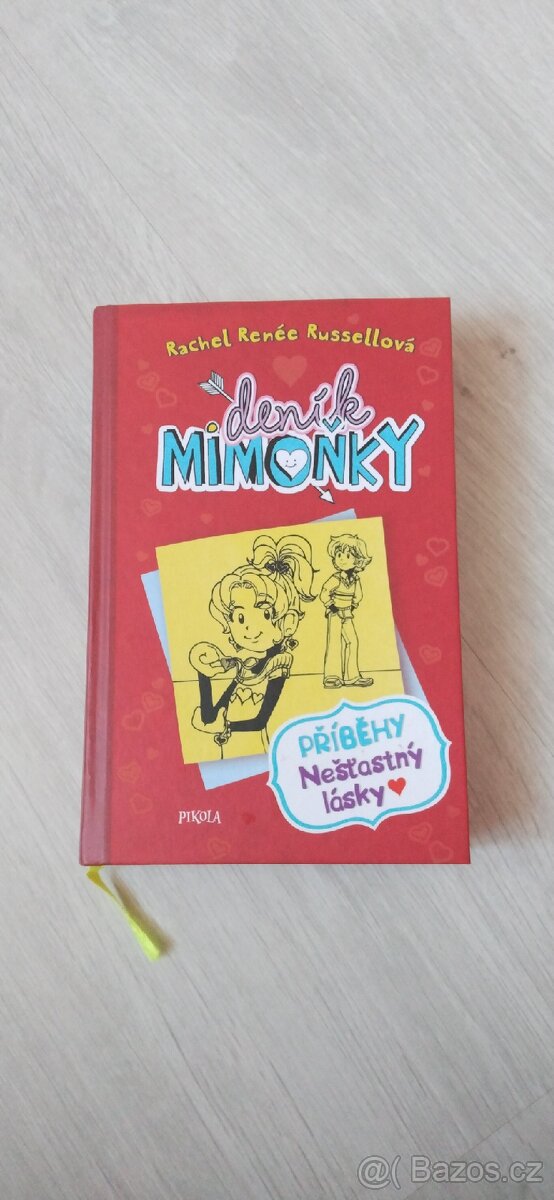 Rachel Renée Russellová
deník
MiMOŇKY
PŘÍBĚHY
Nešťastný
lásky
PIKOLA
@( Bazos.cz